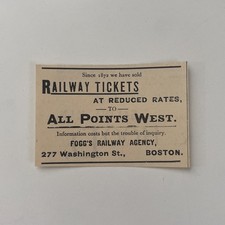 Since 1872 we have sold
RAILWAY TICKETS
AT REDUCED RATES,
—TO—
ALL POINTS WEST.
Information costs but the trouble of inquiry.
FOGG'S RAILWAY AGENCY,
277 Washington St., BOSTON.